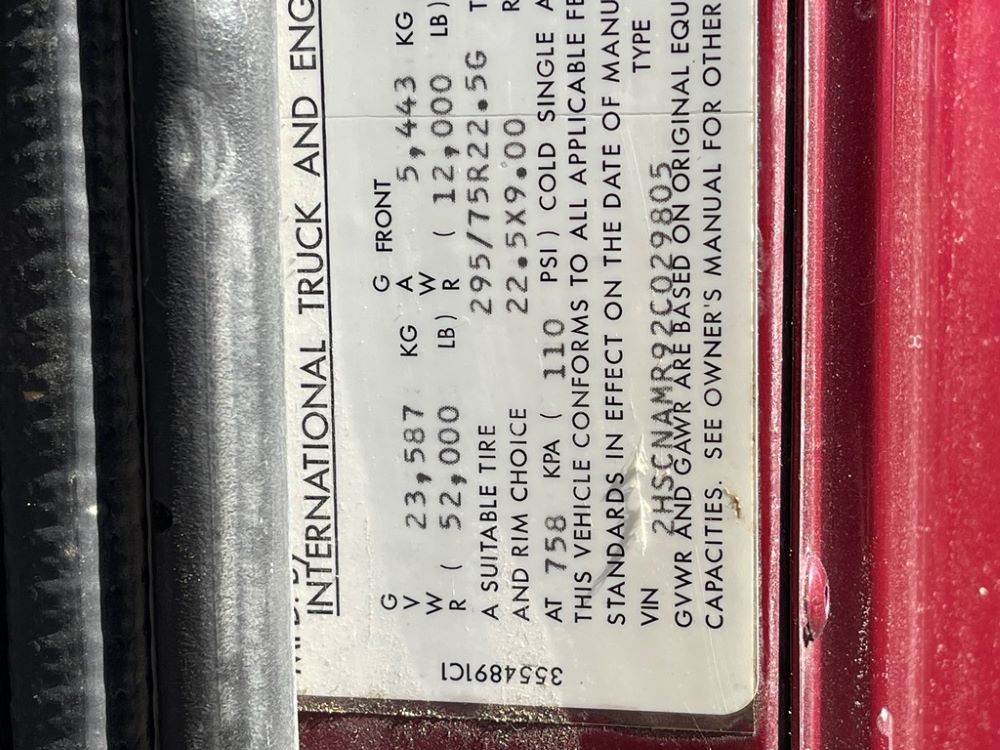 INTERNATIONAL TRUCK AND ENG
G G FRONT
V 23,587 KG A 5,443 KG
W W
R ( 52,000 LB) R ( 12,000 LB)
A SUITABLE TIRE 295/75R22.5G T
AND RIM CHOICE 22.5X9.00 R
AT 758 KPA ( 110 PSI ) COLD SINGLE A
THIS VEHICLE CONFORMS TO ALL APPLICABLE FE
STANDARDS IN EFFECT ON THE DATE OF MANU
VIN 2HSCNAMR92C029805 TYPE
GVWR AND GAWR ARE BASED ON ORIGINAL EQU
CAPACITIES. SEE OWNER'S MANUAL FOR OTHER
3554891C1